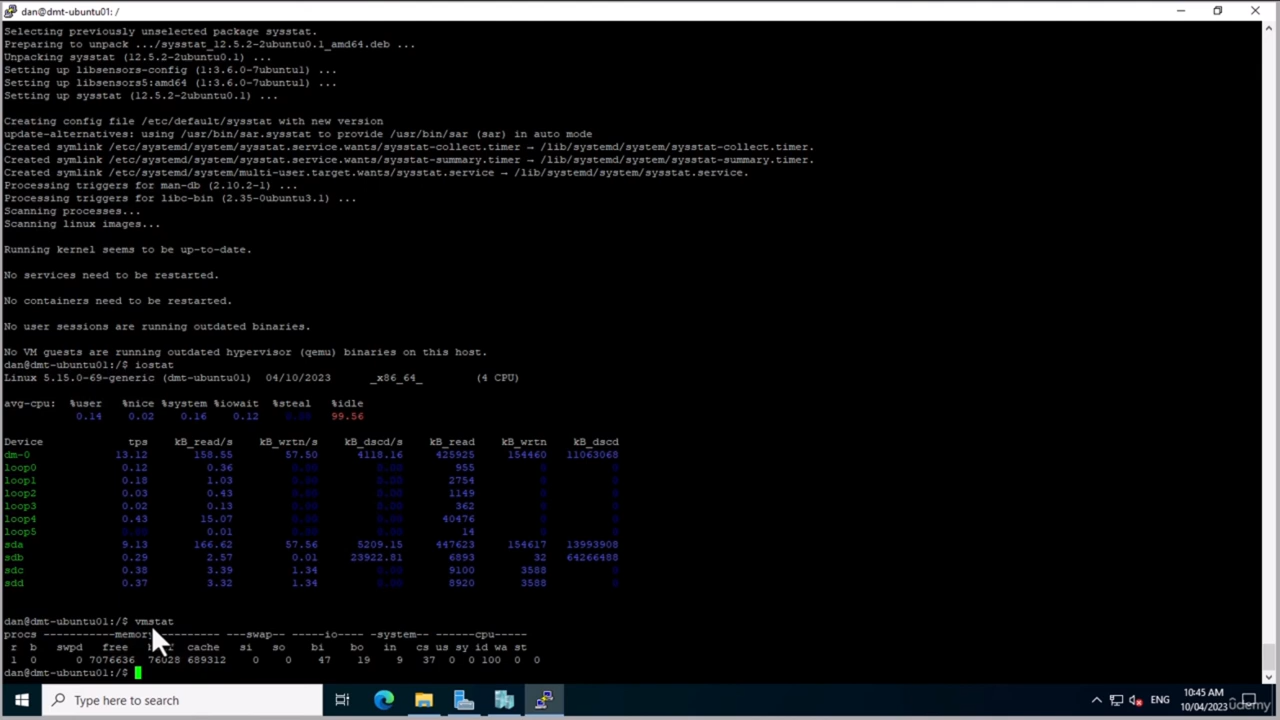 dan@dmt-ubuntu01: /
Selecting previously unselected package sysstat.
Preparing to unpack .../sysstat_12.5.2-2ubuntu0.1_amd64.deb ...
Unpacking sysstat (12.5.2-2ubuntu0.1) ...
Setting up libsensors-config (1:3.6.0-7ubuntu1) ...
Setting up libsensors5:amd64 (1:3.6.0-7ubuntu1) ...
Setting up sysstat (12.5.2-2ubuntu0.1) ...
Creating config file /etc/default/sysstat with new version
update-alternatives: using /usr/bin/sar.sysstat to provide /usr/bin/sar (sar) in auto mode
Created symlink /etc/systemd/system/sysstat.service.wants/sysstat-collect.timer → /lib/systemd/system/sysstat-collect.timer.
Created symlink /etc/systemd/system/sysstat.service.wants/sysstat-summary.timer → /lib/systemd/system/sysstat-summary.timer.
Created symlink /etc/systemd/system/multi-user.target.wants/sysstat.service → /lib/systemd/system/sysstat.service.
Processing triggers for man-db (2.10.2-1) ...
Processing triggers for libc-bin (2.35-0ubuntu3.1) ...
Scanning processes...
Scanning linux images...
Running kernel seems to be up-to-date.
No services need to be restarted.
No containers need to be restarted.
No user sessions are running outdated binaries.
No VM guests are running outdated hypervisor (qemu) binaries on this host.
dan@dmt-ubuntu01:/$ iostat
Linux 5.15.0-69-generic (dmt-ubuntu01) 04/10/2023 _x86_64_ (4 CPU)
avg-cpu: %user %nice %system %iowait %steal %idle
0.14 0.02 0.16 0.12 0.00 99.56
Device tps kB_read/s kB_wrtn/s kB_dscd/s kB_read kB_wrtn kB_dscd
dm-0 13.12 158.55 57.50 4118.16 425925 154460 11063068
loop0 0.12 0.36 0.00 0.00 955 0 0
loop1 0.18 1.03 0.00 0.00 2754 0 0
loop2 0.03 0.43 0.00 0.00 1149 0 0
loop3 0.02 0.13 0.00 0.00 362 0 0
loop4 0.43 15.07 0.00 0.00 40476 0 0
loop5 0.00 0.01 0.00 0.00 14 0 0
sda 9.13 166.62 57.56 5209.15 447623 154617 13993908
sdb 0.29 2.57 0.01 23922.81 6893 32 64266488
sdc 0.38 3.39 1.34 0.00 9100 3588 0
sdd 0.37 3.32 1.34 0.00 8920 3588 0
dan@dmt-ubuntu01:/$ vmstat
procs -----------memory---------- ---swap-- -----io---- -system-- ------cpu-----
r b swpd free cache si so bi bo in cs us sy id wa st
1 0 0 7076636 76028 689312 0 0 47 19 9 37 0 0 100 0 0
dan@dmt-ubuntu01:/$
Type here to search
ENG
10:45 AM
10/04/2023
udemy